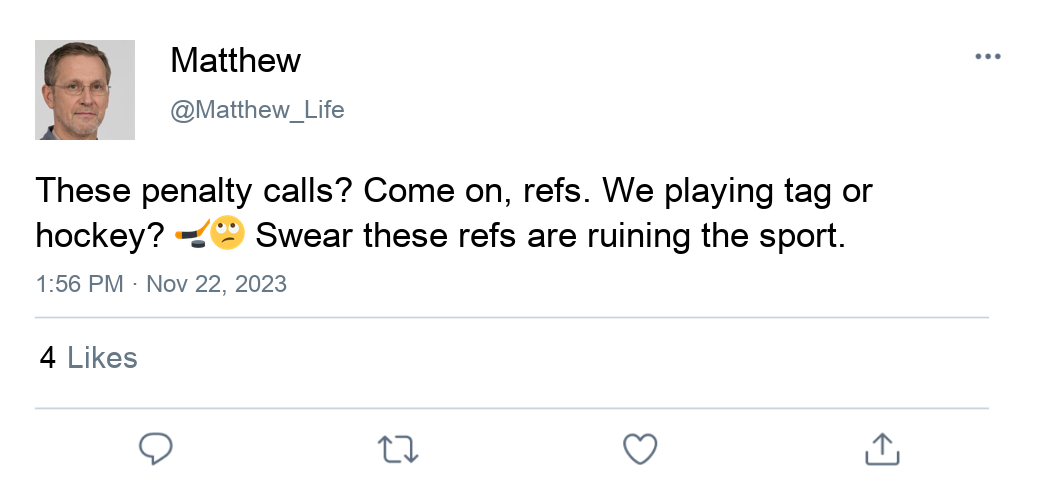 Matthew
@Matthew_Life
These penalty calls? Come on, refs. We playing tag or
hockey? 🏒🙄 Swear these refs are ruining the sport.
1:56 PM · Nov 22, 2023
4 Likes